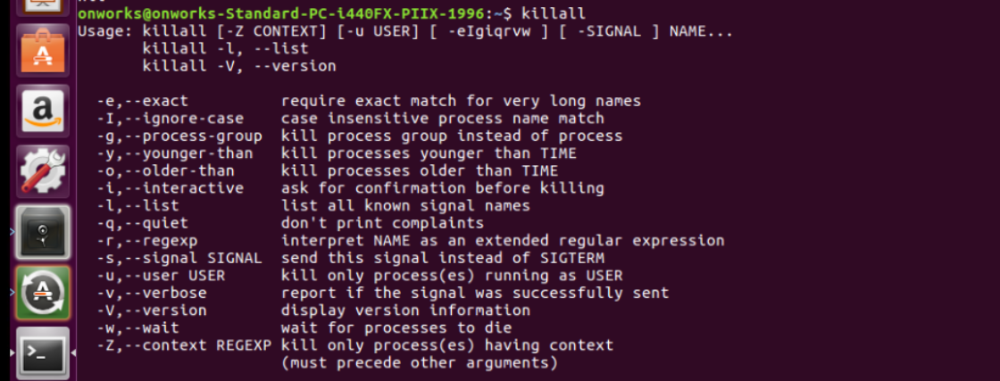 onworks@onworks-Standard-PC-i440FX-PIIX-1996:~$ killall
Usage: killall [-Z CONTEXT] [-u USER] [ -eIgiqrvw ] [ -SIGNAL ] NAME...
       killall -l, --list
       killall -V, --version

  -e,--exact          require exact match for very long names
  -I,--ignore-case    case insensitive process name match
  -g,--process-group  kill process group instead of process
  -y,--younger-than   kill processes younger than TIME
  -o,--older-than     kill processes older than TIME
  -i,--interactive    ask for confirmation before killing
  -l,--list           list all known signal names
  -q,--quiet          don't print complaints
  -r,--regexp         interpret NAME as an extended regular expression
  -s,--signal SIGNAL  send this signal instead of SIGTERM
  -u,--user USER      kill only process(es) running as USER
  -v,--verbose        report if the signal was successfully sent
  -V,--version        display version information
  -w,--wait           wait for processes to die
  -Z,--context REGEXP kill only process(es) having context
                      (must precede other arguments)